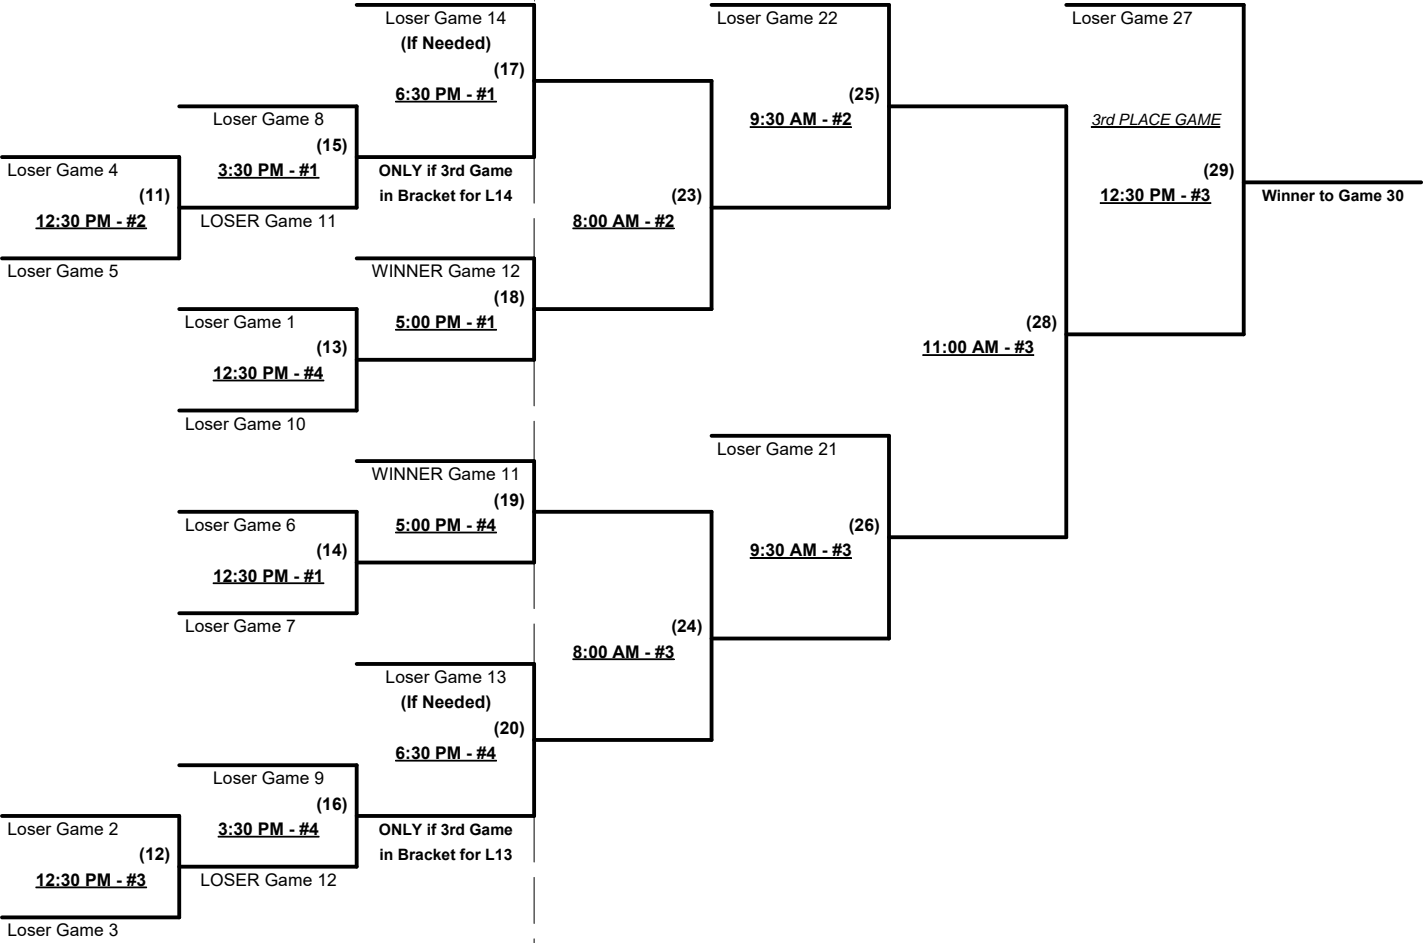 Loser Game 14
(If Needed)
(17)
6:30 PM - #1
Loser Game 22
Loser Game 27
Loser Game 8
(15)
3:30 PM - #1
(25)
9:30 AM - #2
3rd PLACE GAME
Loser Game 4
(11)
12:30 PM - #2
LOSER Game 11
Loser Game 5
ONLY if 3rd Game
in Bracket for L14
(23)
8:00 AM - #2
(29)
12:30 PM - #3
Winner to Game 30
WINNER Game 12
(18)
5:00 PM - #1
Loser Game 1
(13)
12:30 PM - #4
Loser Game 10
(28)
11:00 AM - #3
WINNER Game 11
(19)
5:00 PM - #4
Loser Game 21
Loser Game 6
(14)
12:30 PM - #1
Loser Game 7
(26)
9:30 AM - #3
(24)
8:00 AM - #3
Loser Game 13
(If Needed)
(20)
6:30 PM - #4
Loser Game 9
(16)
3:30 PM - #4
ONLY if 3rd Game
in Bracket for L13
Loser Game 2
(12)
12:30 PM - #3
LOSER Game 12
Loser Game 3